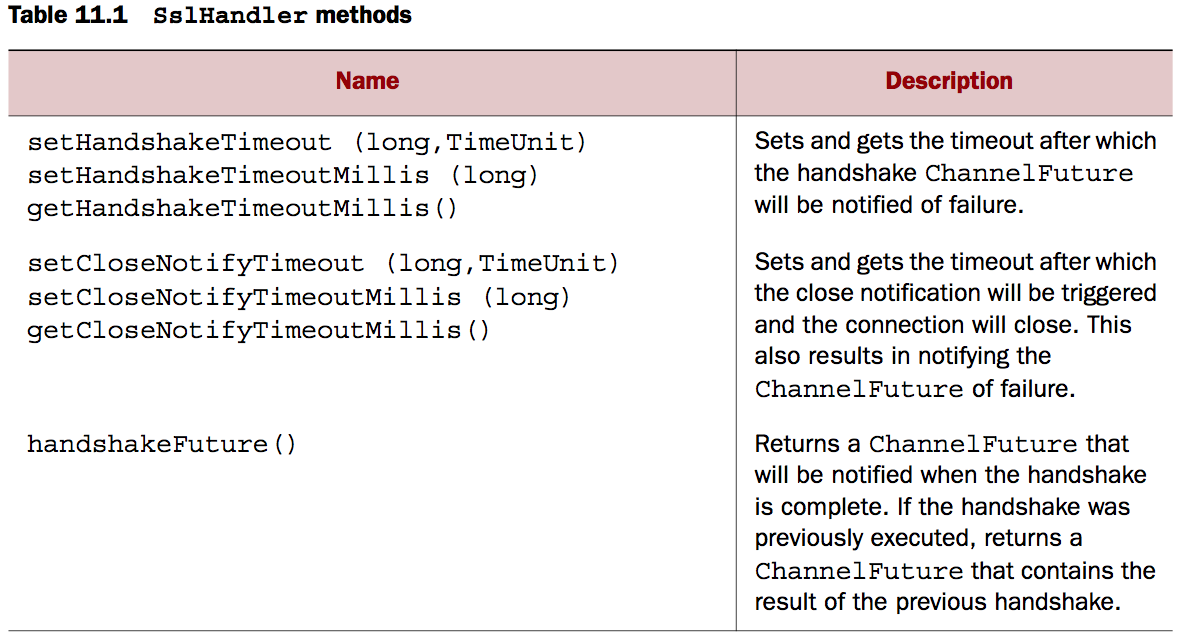 Table 11.1 SslHandler methods
Name
Description
setHandshakeTimeout (long,TimeUnit)
setHandshakeTimeoutMillis (long)
getHandshakeTimeoutMillis()
Sets and gets the timeout after which
the handshake ChannelFuture
will be notified of failure.
setCloseNotifyTimeout (long,TimeUnit)
setCloseNotifyTimeoutMillis (long)
getCloseNotifyTimeoutMillis()
Sets and gets the timeout after which
the close notification will be triggered
and the connection will close. This
also results in notifying the
ChannelFuture of failure.
handshakeFuture()
Returns a ChannelFuture that
will be notified when the handshake
is complete. If the handshake was
previously executed, returns a
ChannelFuture that contains the
result of the previous handshake.